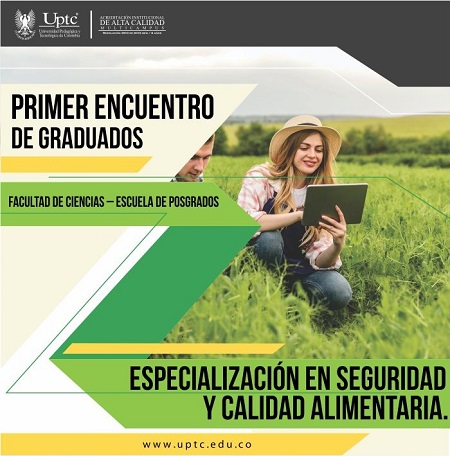 Uptc
Universidad Pedagógica y
Tecnológica de Colombia
ACREDITACIÓN INSTITUCIONAL
DE ALTA CALIDAD
MULTICAMPUS
PRIMER ENCUENTRO
DE GRADUADOS
FACULTAD DE CIENCIAS – ESCUELA DE POSGRADOS
ESPECIALIZACIÓN EN SEGURIDAD
Y CALIDAD ALIMENTARIA.
www.uptc.edu.co